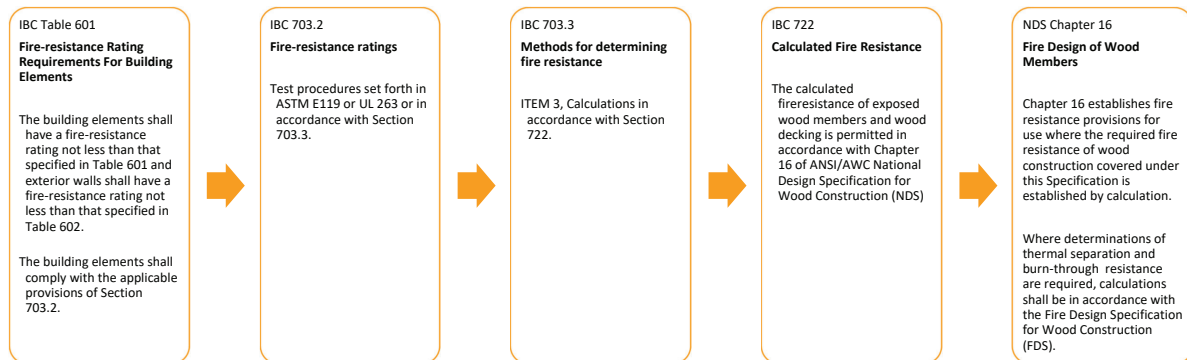 IBC Table 601
Fire-resistance Rating
Requirements For Building
Elements
The building elements shall
have a fire-resistance
rating not less than that
specified in Table 601 and
exterior walls shall have a
fire-resistance rating not
less than that specified in
Table 602.
The building elements shall
comply with the applicable
provisions of Section
703.2.
IBC 703.2
Fire-resistance ratings
Test procedures set forth in
ASTM E119 or UL 263 or in
accordance with Section
703.3.
IBC 703.3
Methods for determining
fire resistance
ITEM 3, Calculations in
accordance with Section
722.
IBC 722
Calculated Fire Resistance
The calculated
fireresistance of exposed
wood members and wood
decking is permitted in
accordance with Chapter
16 of ANSI/AWC National
Design Specification for
Wood Construction (NDS)
NDS Chapter 16
Fire Design of Wood
Members
Chapter 16 establishes fire
resistance provisions for
use where the required fire
resistance of wood
construction covered under
this Specification is
established by calculation.
Where determinations of
thermal separation and
burn-through resistance
are required, calculations
shall be in accordance with
the Fire Design Specification
for Wood Construction
(FDS).